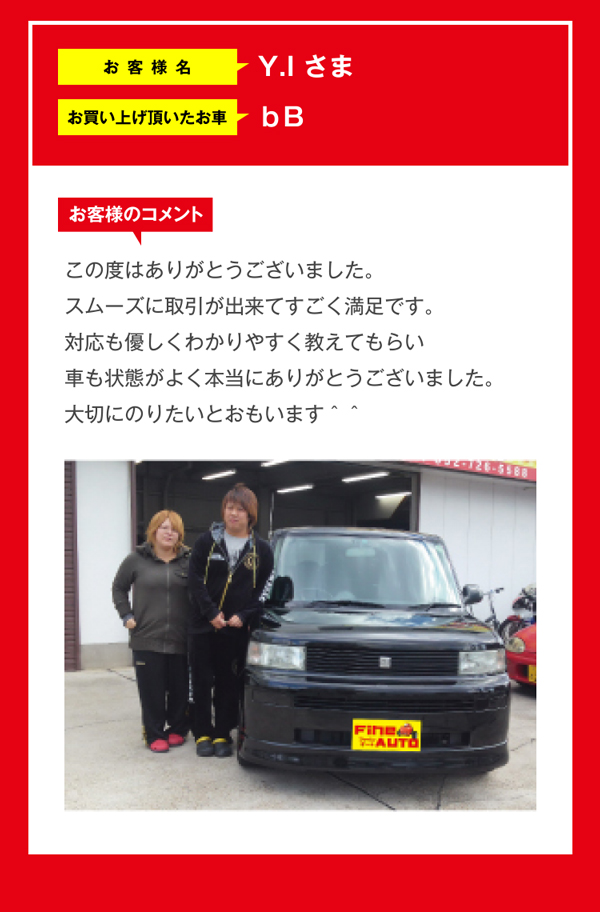 お客様名
Y.I さま
お買い上げ頂いたお車
bB
お客様のコメント
この度はありがとうございました。
スムーズに取引が出来てすごく満足です。
対応も優しくわかりやすく教えてもらい
車も状態がよく本当にありがとうございました。
大切にのりたいとおもいます＾＾
052-726-5588
Fine
AUTO